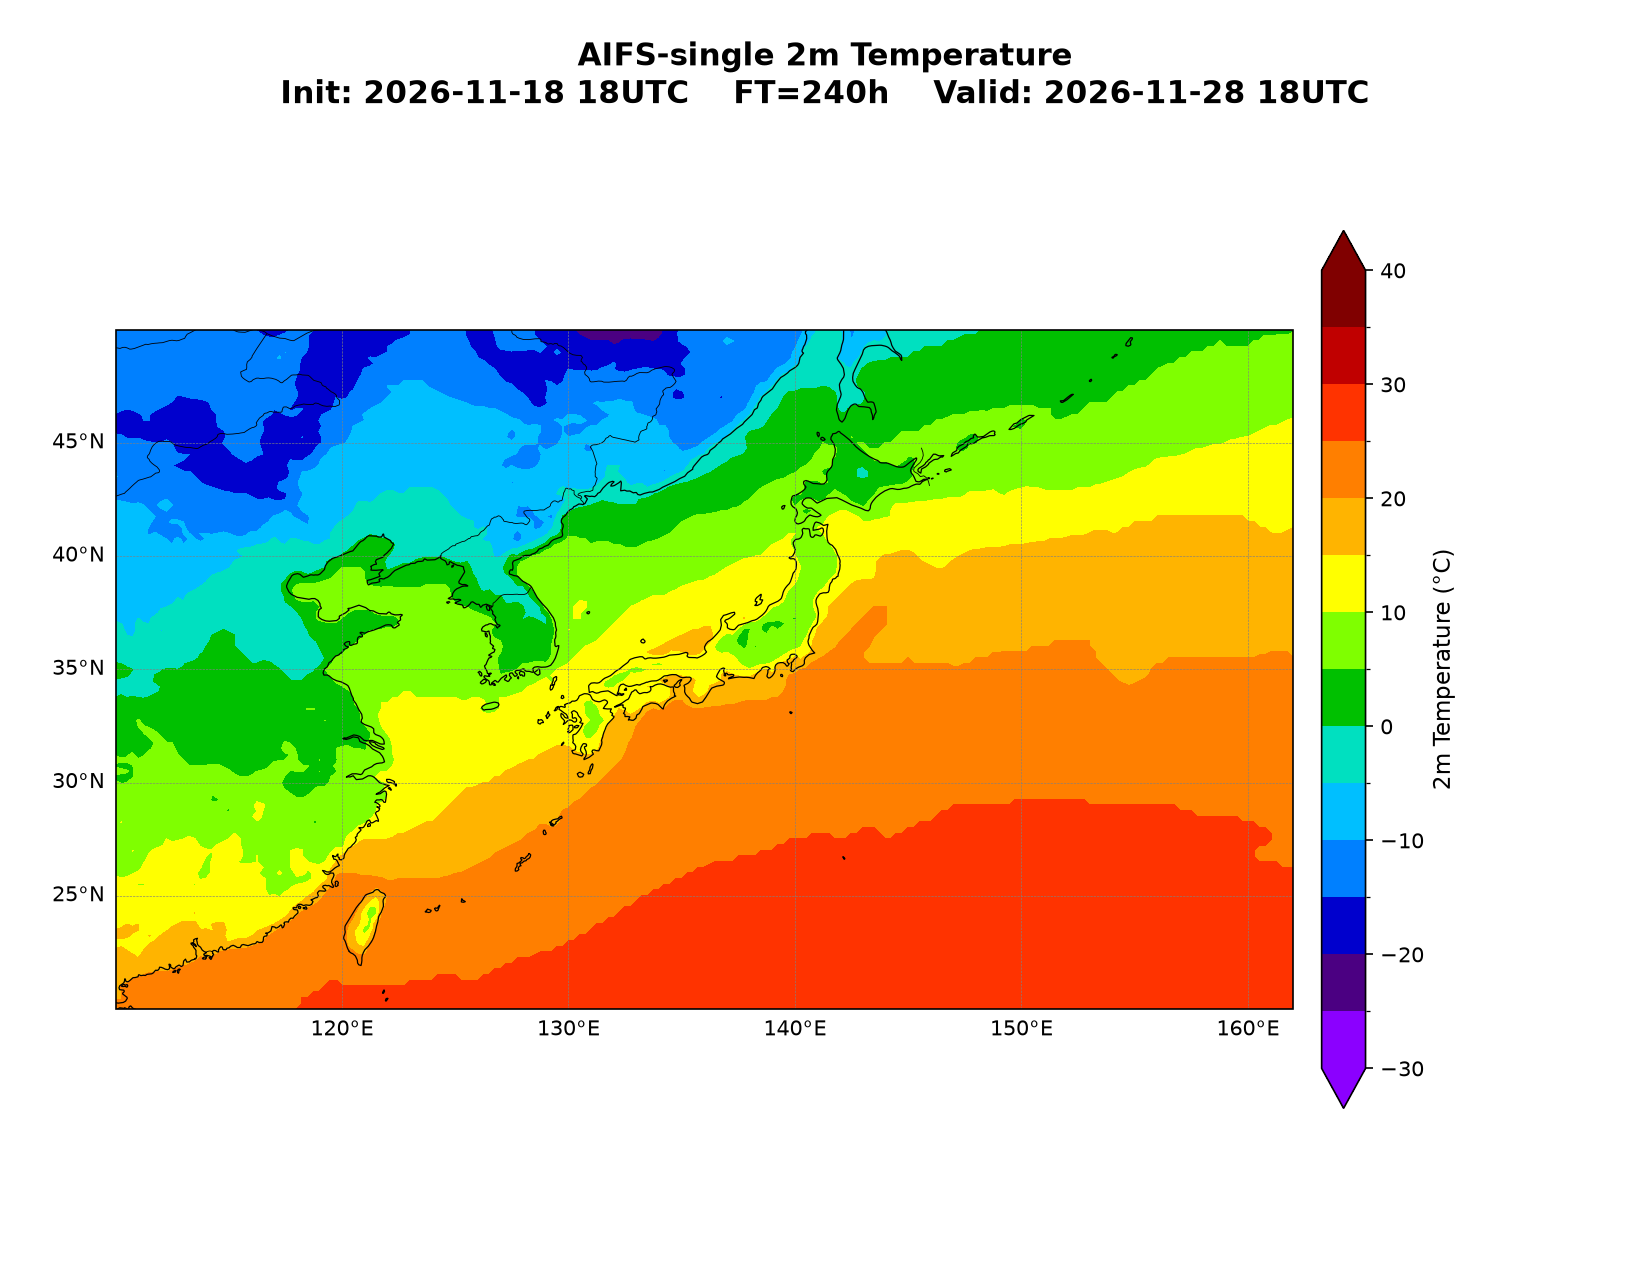 AIFS-single 2m Temperature
Init: 2026-11-18 18UTC    FT=240h    Valid: 2026-11-28 18UTC
40
30
20
10
0
−10
−20
−30
2m Temperature (°C)
45°N
40°N
35°N
30°N
25°N
120°E
130°E
140°E
150°E
160°E